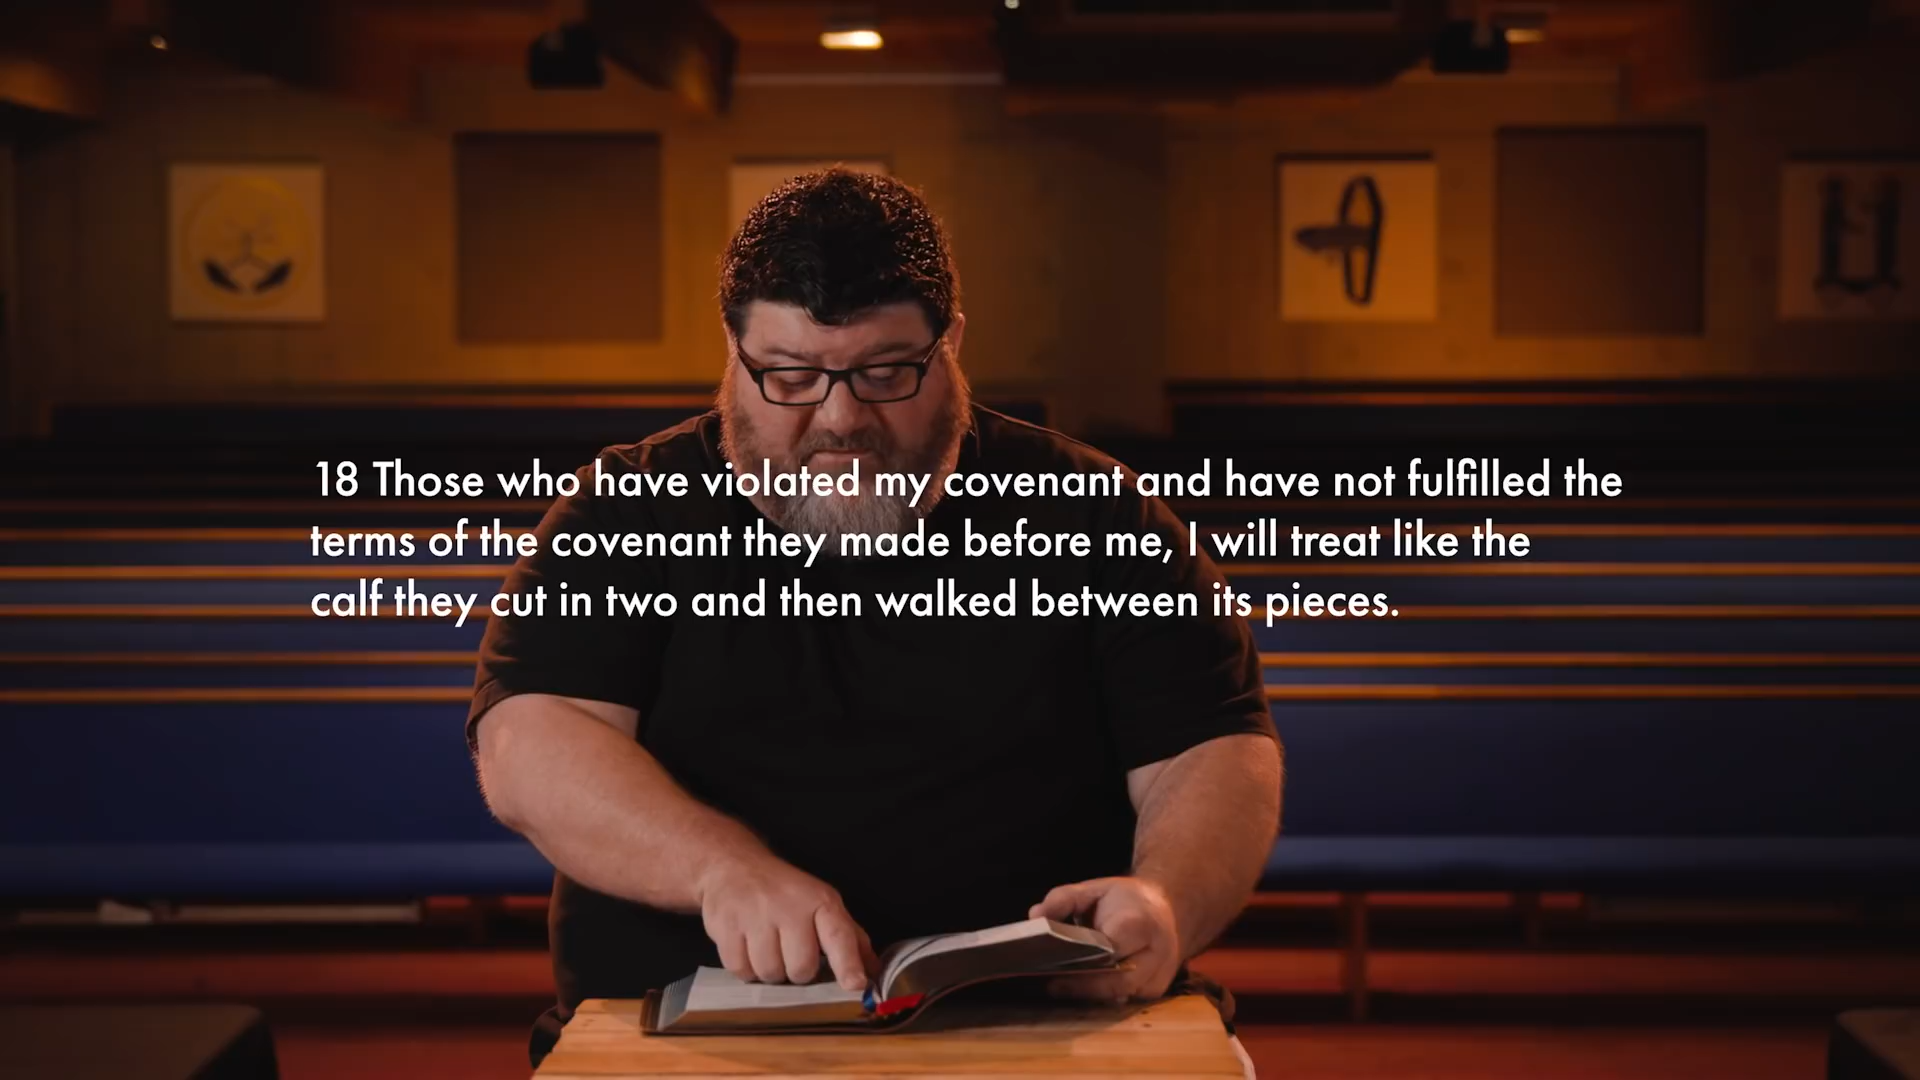 18 Those who have violated my covenant and have not fulfilled the
terms of the covenant they made before me, I will treat like the
calf they cut in two and then walked between its pieces.